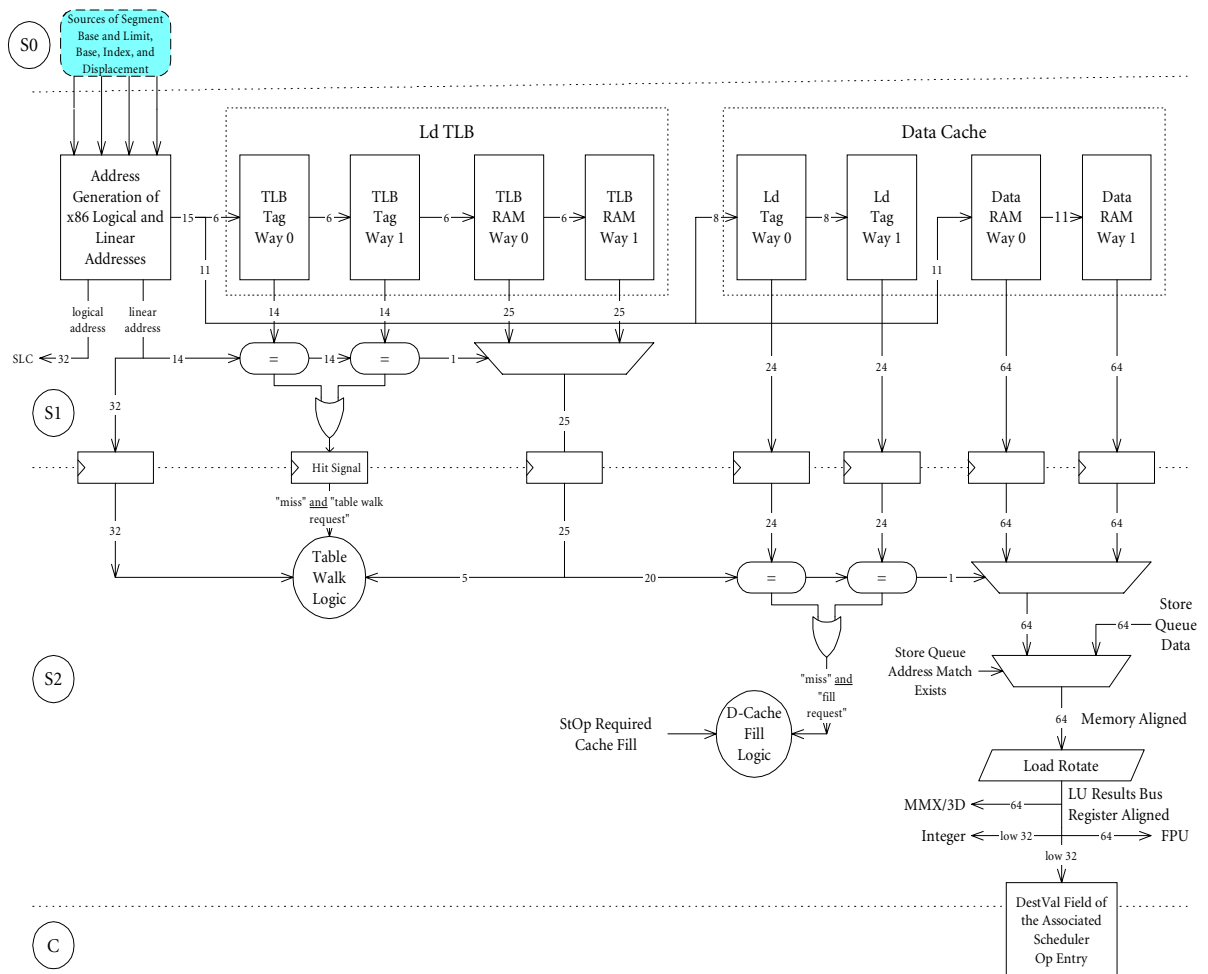 S0
Sources of Segment
Base and Limit,
Base, Index, and
Displacement
Ld TLB
Data Cache
Address
Generation of
x86 Logical and
Linear
Addresses
15
6
TLB
Tag
Way 0
6
TLB
Tag
Way 1
6
TLB
RAM
Way 0
6
TLB
RAM
Way 1
8
Ld
Tag
Way 0
8
Ld
Tag
Way 1
Data
RAM
Way 0
11
Data
RAM
Way 1
11
11
logical
address
linear
address
14
14
25
25
SLC
32
14
=
14
=
1
24
24
64
64
32
S1
25
Hit Signal
"miss" and "table walk
request"
32
25
24
24
64
64
Table
Walk
Logic
5
20
=
=
1
64
64
Store
Queue
Data
S2
Store Queue
Address Match
Exists
"miss" and
"fill
request"
StOp Required
Cache Fill
D-Cache
Fill
Logic
64
Memory Aligned
Load Rotate
MMX/3D
64
LU Results Bus
Register Aligned
Integer
low 32
64
FPU
low 32
DestVal Field of
the Associated
Scheduler
Op Entry
C